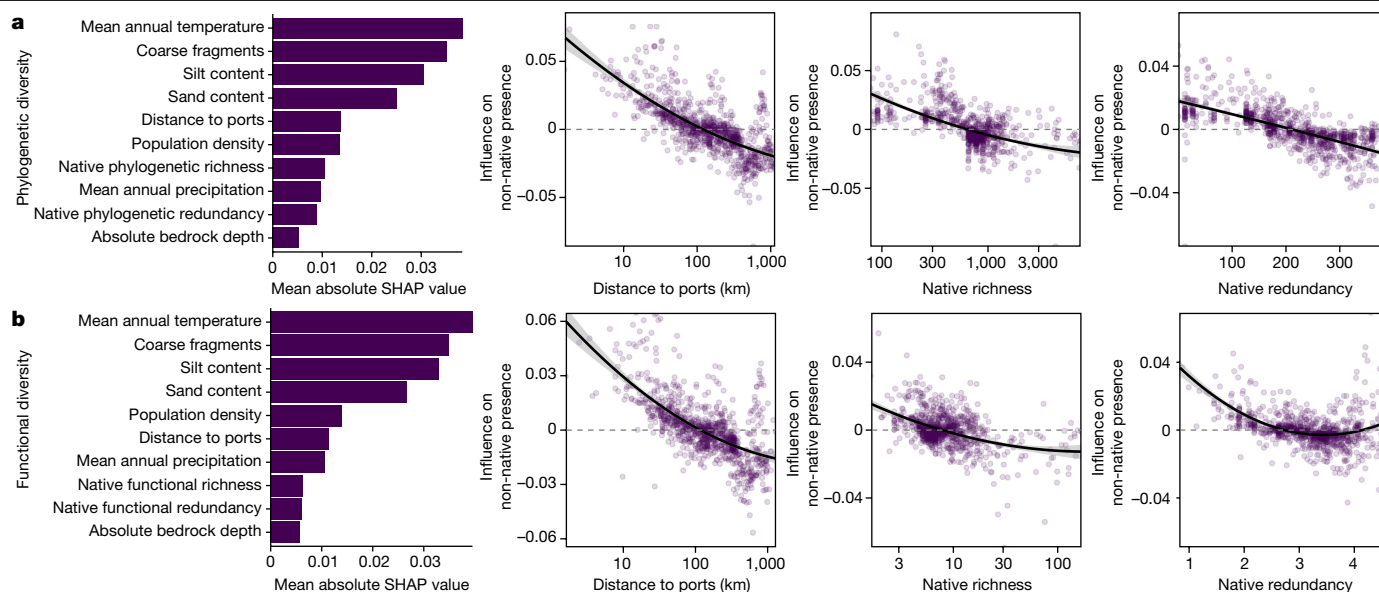 a
Phylogenetic diversity
Mean annual temperature
Coarse fragments
Silt content
Sand content
Distance to ports
Population density
Native phylogenetic richness
Mean annual precipitation
Native phylogenetic redundancy
Absolute bedrock depth
0 0.01 0.02 0.03
Mean absolute SHAP value
Influence on
non-native presence
0.05
0
−0.05
10 100 1,000
Distance to ports (km)
Influence on
non-native presence
0.05
0
−0.05
100 300 1,000 3,000
Native richness
Influence on
non-native presence
0.04
0
−0.04
100 200 300
Native redundancy
b
Functional diversity
Mean annual temperature
Coarse fragments
Silt content
Sand content
Population density
Distance to ports
Mean annual precipitation
Native functional richness
Native functional redundancy
Absolute bedrock depth
0 0.01 0.02 0.03
Mean absolute SHAP value
Influence on
non-native presence
0.06
0.03
0
−0.03
−0.06
10 100 1,000
Distance to ports (km)
Influence on
non-native presence
0.04
0
−0.04
3 10 30 100
Native richness
Influence on
non-native presence
0.04
0
−0.04
1 2 3 4
Native redundancy